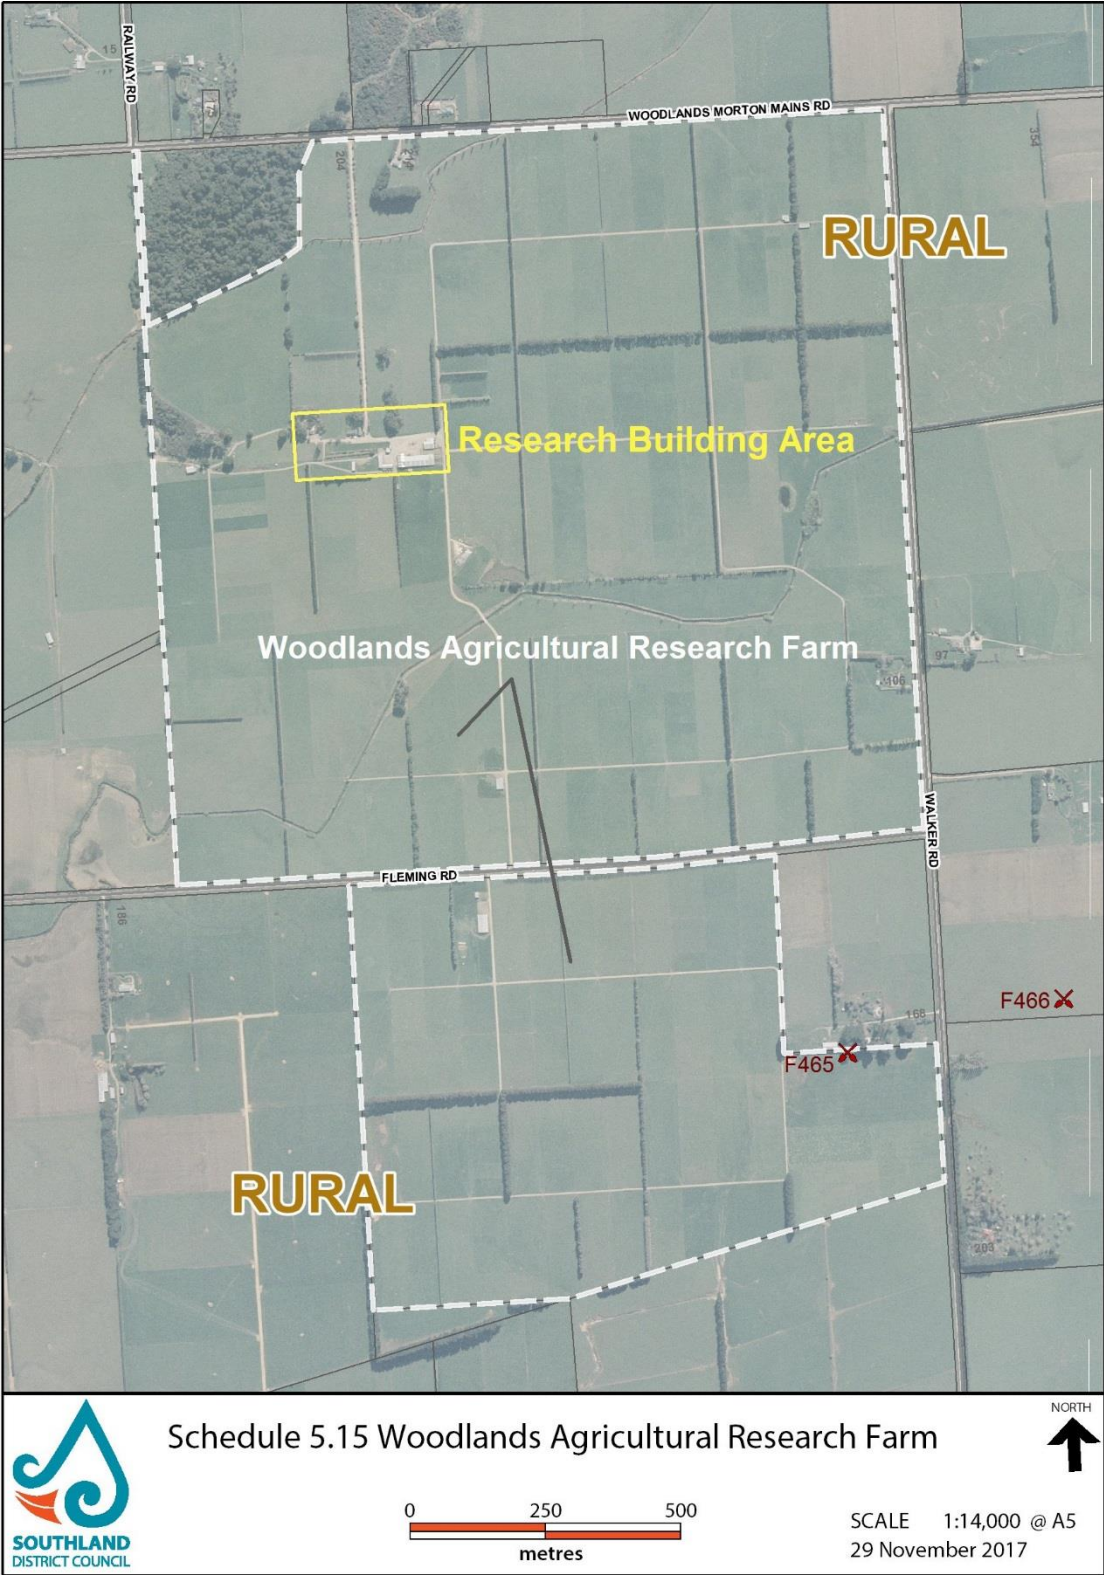 RAILWAY RD
15
175
WOODLANDS MORTON MAINS RD
204
354
RURAL
Research Building Area
Woodlands Agricultural Research Farm
97
106
WALKER RD
FLEMING RD
186
F466
168
F465
RURAL
203
SOUTHLAND
DISTRICT COUNCIL
Schedule 5.15 Woodlands Agricultural Research Farm
0 250 500
metres
NORTH
SCALE 1:14,000 @ A5
29 November 2017